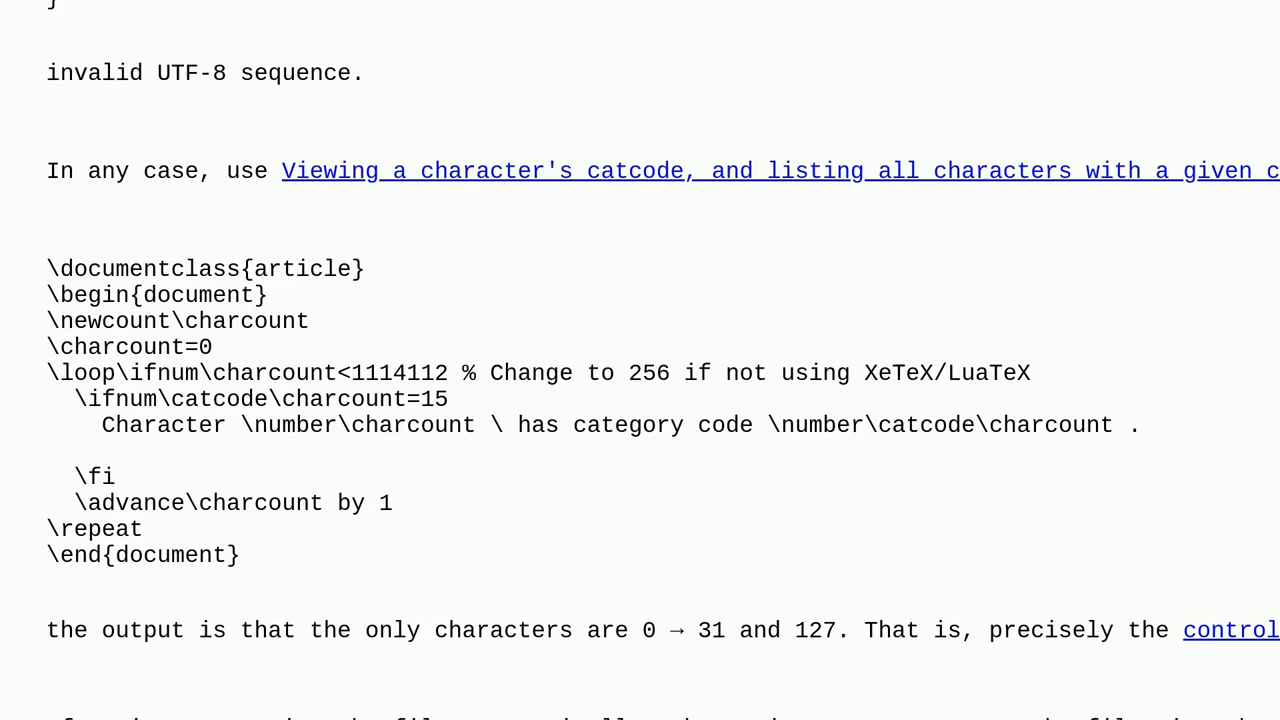 }
invalid UTF-8 sequence.
In any case, use Viewing a character's catcode, and listing all characters with a given
\documentclass{article}
\begin{document}
\newcount\charcount
\charcount=0
\loop\ifnum\charcount<1114112 % Change to 256 if not using XeTeX/LuaTeX
  \ifnum\catcode\charcount=15
    Character \number\charcount \ has category code \number\catcode\charcount .
  \fi
  \advance\charcount by 1
\repeat
\end{document}
the output is that the only characters are 0 → 31 and 127. That is, precisely the control